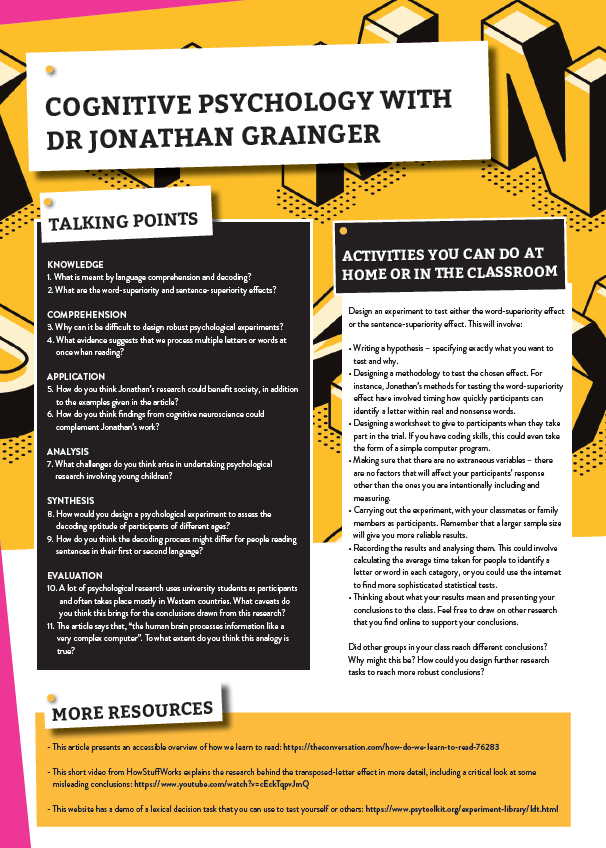 COGNITIVE PSYCHOLOGY WITH
DR JONATHAN GRAINGER
TALKING POINTS
KNOWLEDGE
1. What is meant by language comprehension and decoding?
2. What are the word-superiority and sentence-superiority effects?
COMPREHENSION
3. Why can it be difficult to design robust psychological experiments?
4. What evidence suggests that we process multiple letters or words at
once when reading?
APPLICATION
5. How do you think Jonathan's research could benefit society, in addition
to the examples given in the article?
6. How do you think findings from cognitive neuroscience could
complement Jonathan's work?
ANALYSIS
7. What challenges do you think arise in undertaking psychological
research involving young children?
SYNTHESIS
8. How would you design a psychological experiment to assess the
decoding aptitude of participants of different ages?
9. How do you think the decoding process might differ for people reading
sentences in their first or second language?
EVALUATION
10. A lot of psychological research uses university students as participants
and often takes place mostly in Western countries. What caveats do
you think this brings for the conclusions drawn from this research?
11. The article says that, “the human brain processes information like a
very complex computer”. To what extent do you think this analogy is
true?
ACTIVITIES YOU CAN DO AT
HOME OR IN THE CLASSROOM
Design an experiment to test either the word-superiority effect
or the sentence-superiority effect. This will involve:
• Writing a hypothesis – specifying exactly what you want to
test and why.
• Designing a methodology to test the chosen effect. For
instance, Jonathan's methods for testing the word-superiority
effect have involved timing how quickly participants can
identify a letter within real and nonsense words.
• Designing a worksheet to give to participants when they take
part in the trial. If you have coding skills, this could even take
the form of a simple computer program.
• Making sure that there are no extraneous variables – there
are no factors that will affect your participants' response
other than the ones you are intentionally including and
measuring.
• Carrying out the experiment, with your classmates or family
members as participants. Remember that a larger sample size
will give you more reliable results.
• Recording the results and analysing them. This could involve
calculating the average time taken for people to identify a
letter or word in each category, or you could use the internet
to find more sophisticated statistical tests.
• Thinking about what your results mean and presenting your
conclusions to the class. Feel free to draw on other research
that you find online to support your conclusions.
Did other groups in your class reach different conclusions?
Why might this be? How could you design further research
tasks to reach more robust conclusions?
MORE RESOURCES
- This article presents an accessible overview of how we learn to read: https://theconversation.com/how-do-we-learn-to-read-76283
- This short video from HowStuffWorks explains the research behind the transposed-letter effect in more detail, including a critical look at some
misleading conclusions: https://www.youtube.com/watch?v=cEckTqpvJmQ
- This website has a demo of a lexical decision task that you can use to test yourself or others: https://www.psytoolkit.org/experiment-library/ldt.html